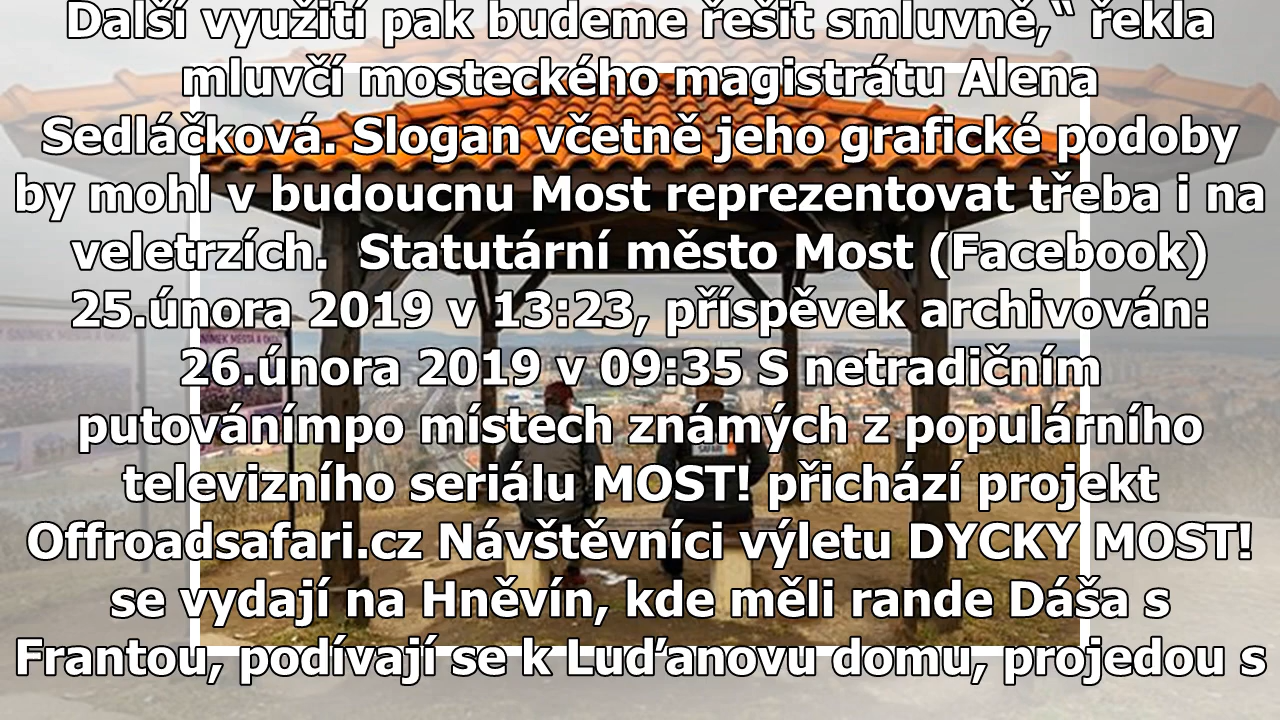 Další využití pak budeme řešit smluvně,“ řekla
mluvčí mosteckého magistrátu Alena
Sedláčková. Slogan včetně jeho grafické podoby
by mohl v budoucnu Most reprezentovat třeba i na
veletrzích.  Statutární město Most (Facebook)
25.února 2019 v 13:23, příspěvek archivován:
26.února 2019 v 09:35 S netradičním
putovánímpo místech známých z populárního
televizního seriálu MOST! přichází projekt
Offroadsafari.cz Návštěvníci výletu DYCKY MOST!
se vydají na Hněvín, kde měli rande Dáša s
Frantou, podívají se k Luďanovu domu, projedou s
SAFARI